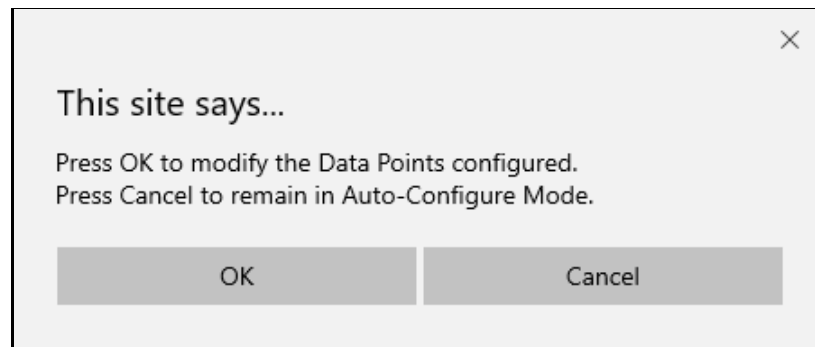 This site says...
Press OK to modify the Data Points configured.
Press Cancel to remain in Auto-Configure Mode.
OK
Cancel